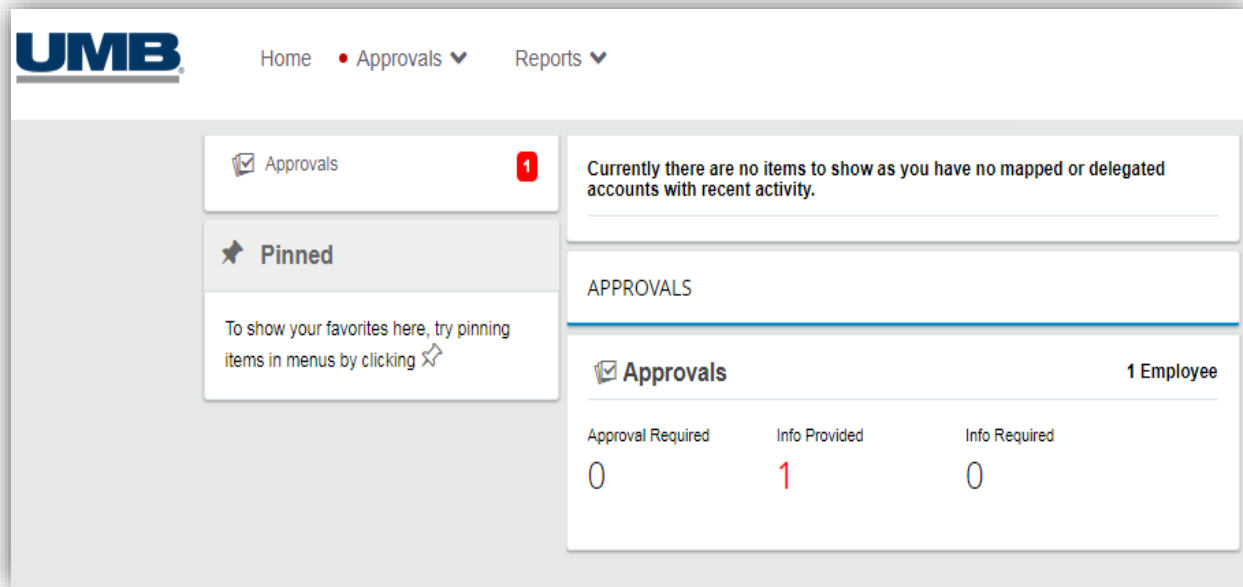 UMB
Home • Approvals Reports
Approvals 1
Pinned
To show your favorites here, try pinning
items in menus by clicking
Currently there are no items to show as you have no mapped or delegated
accounts with recent activity.
APPROVALS
Approvals 1 Employee
Approval Required Info Provided Info Required
0 1 0